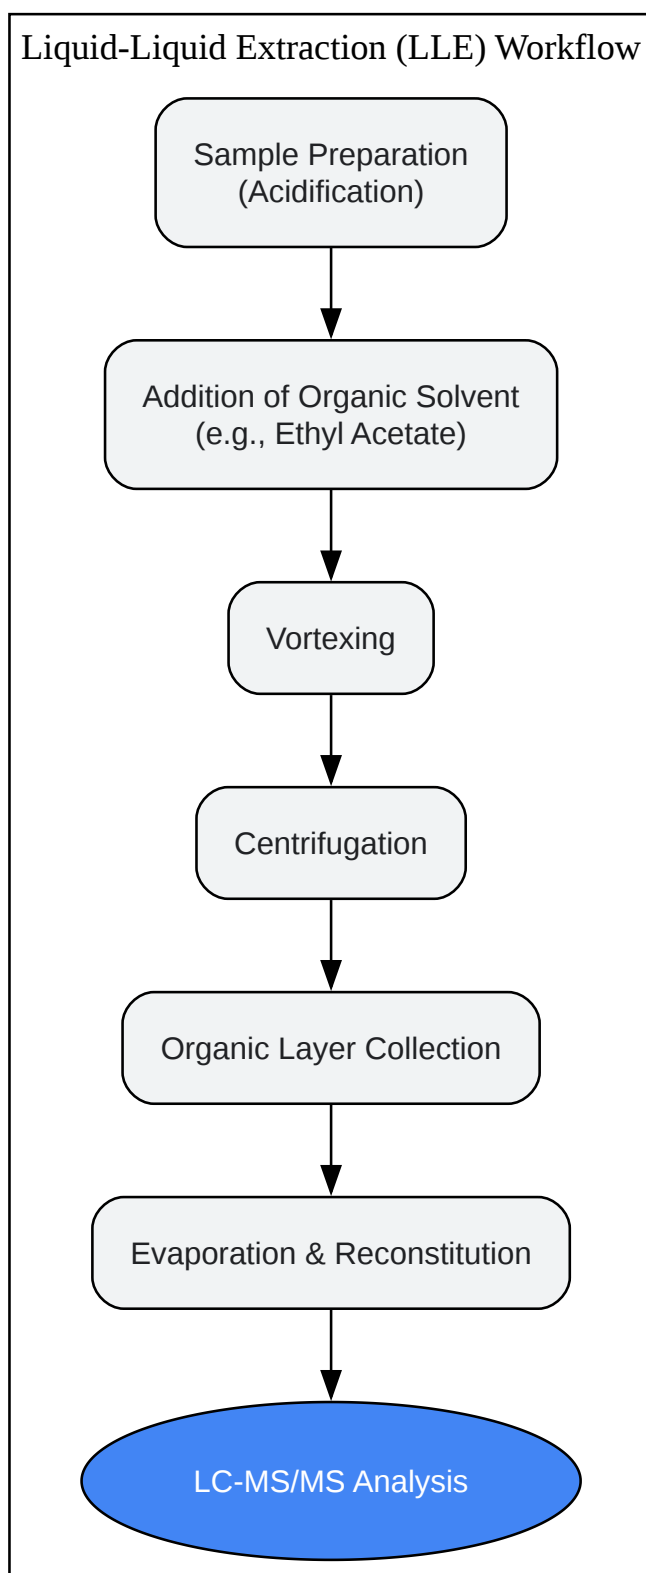 Liquid-Liquid Extraction (LLE) Workflow
Sample Preparation
(Acidification)
Addition of Organic Solvent
(e.g., Ethyl Acetate)
Vortexing
Centrifugation
Organic Layer Collection
Evaporation & Reconstitution
LC-MS/MS Analysis